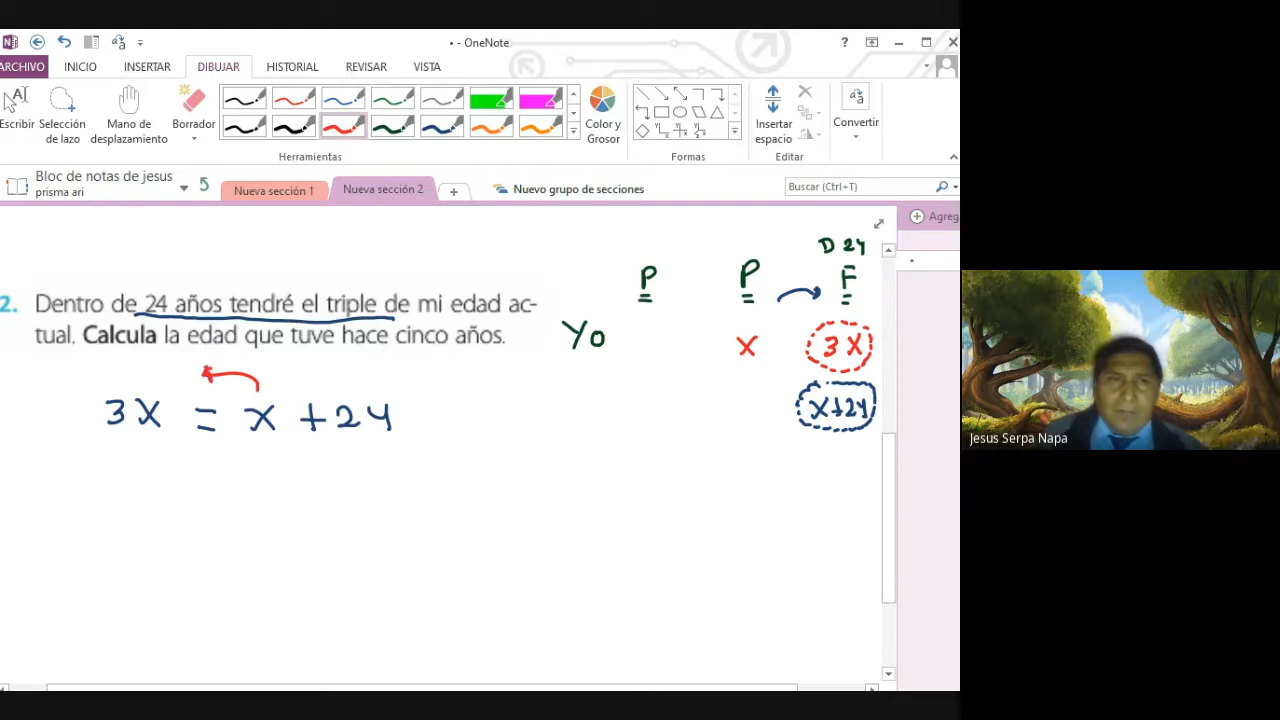 - OneNote
?
ARCHIVO INICIO INSERTAR DIBUJAR HISTORIAL REVISAR VISTA
Escribir
Selección de lazo
Mano de desplazamiento
Borrador
Color y Grosor
Insertar espacio
Convertir
Herramientas Formas Editar
Bloc de notas de jesus
prisma ari
Nueva sección 1 Nueva sección 2 + Nuevo grupo de secciones Buscar (Ctrl+T)
Agreg
D 24
P P F
2. Dentro de 24 años tendré el triple de mi edad ac-
tual. Calcula la edad que tuve hace cinco años.
Yo X 3X
3X = x + 24
x+24
Jesus Serpa Napa